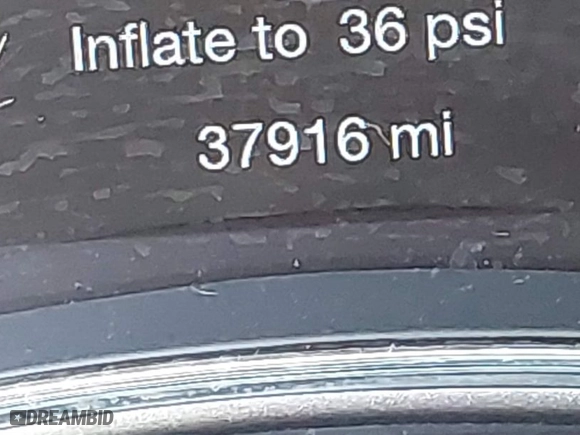 Inflate to 36 psi
37916 mi
DREAMBID